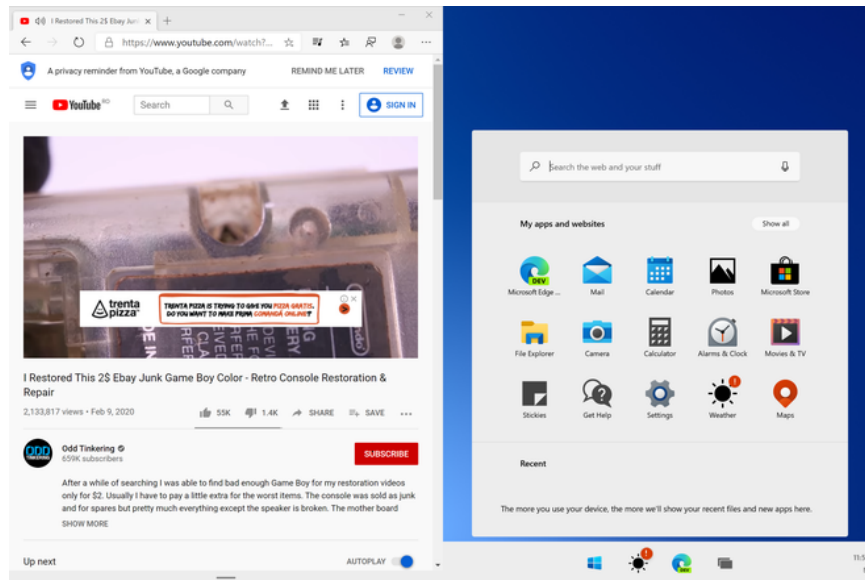 I Restored This 2$ Ebay Jun
https://www.youtube.com/watch?...
A privacy reminder from YouTube, a Google company
REMIND ME LATER
REVIEW
YouTube RO
Search
SIGN IN
trenta pizza
TRENTA PIZZA IS TRYING TO GIVE YOU PIZZA GRATIS.
DO YOU WANT TO MAKE PRIMA COMANDĂ ONLINE?
I Restored This 2$ Ebay Junk Game Boy Color - Retro Console Restoration &
Repair
2,133,817 views • Feb 9, 2020
55K
1.4K
SHARE
SAVE
ODD TINKERING
Odd Tinkering
659K subscribers
SUBSCRIBE
After a while of searching I was able to find bad enough Game Boy for my restoration videos
only for $2. Usually I have to pay a little extra for the worst items. The console was sold as junk
and for spares but pretty much everything except the speaker is broken. The mother board
SHOW MORE
Up next
AUTOPLAY
Search the web and your stuff
My apps and websites
Show all
DEV
Microsoft Edge ...
Mail
Calendar
Photos
Microsoft Store
File Explorer
Camera
Calculator
Alarms & Clock
Movies & TV
Stickies
Get Help
Settings
Weather
Maps
Recent
The more you use your device, the more we'll show your recent files and new apps here.
DEV
11:5